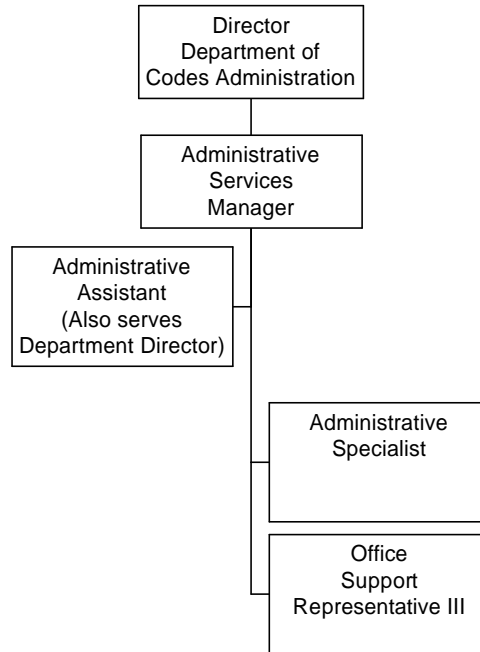 Director
Department of
Codes Administration
Administrative
Services
Manager
Administrative
Assistant
(Also serves
Department Director)
Administrative
Specialist
Office
Support
Representative III